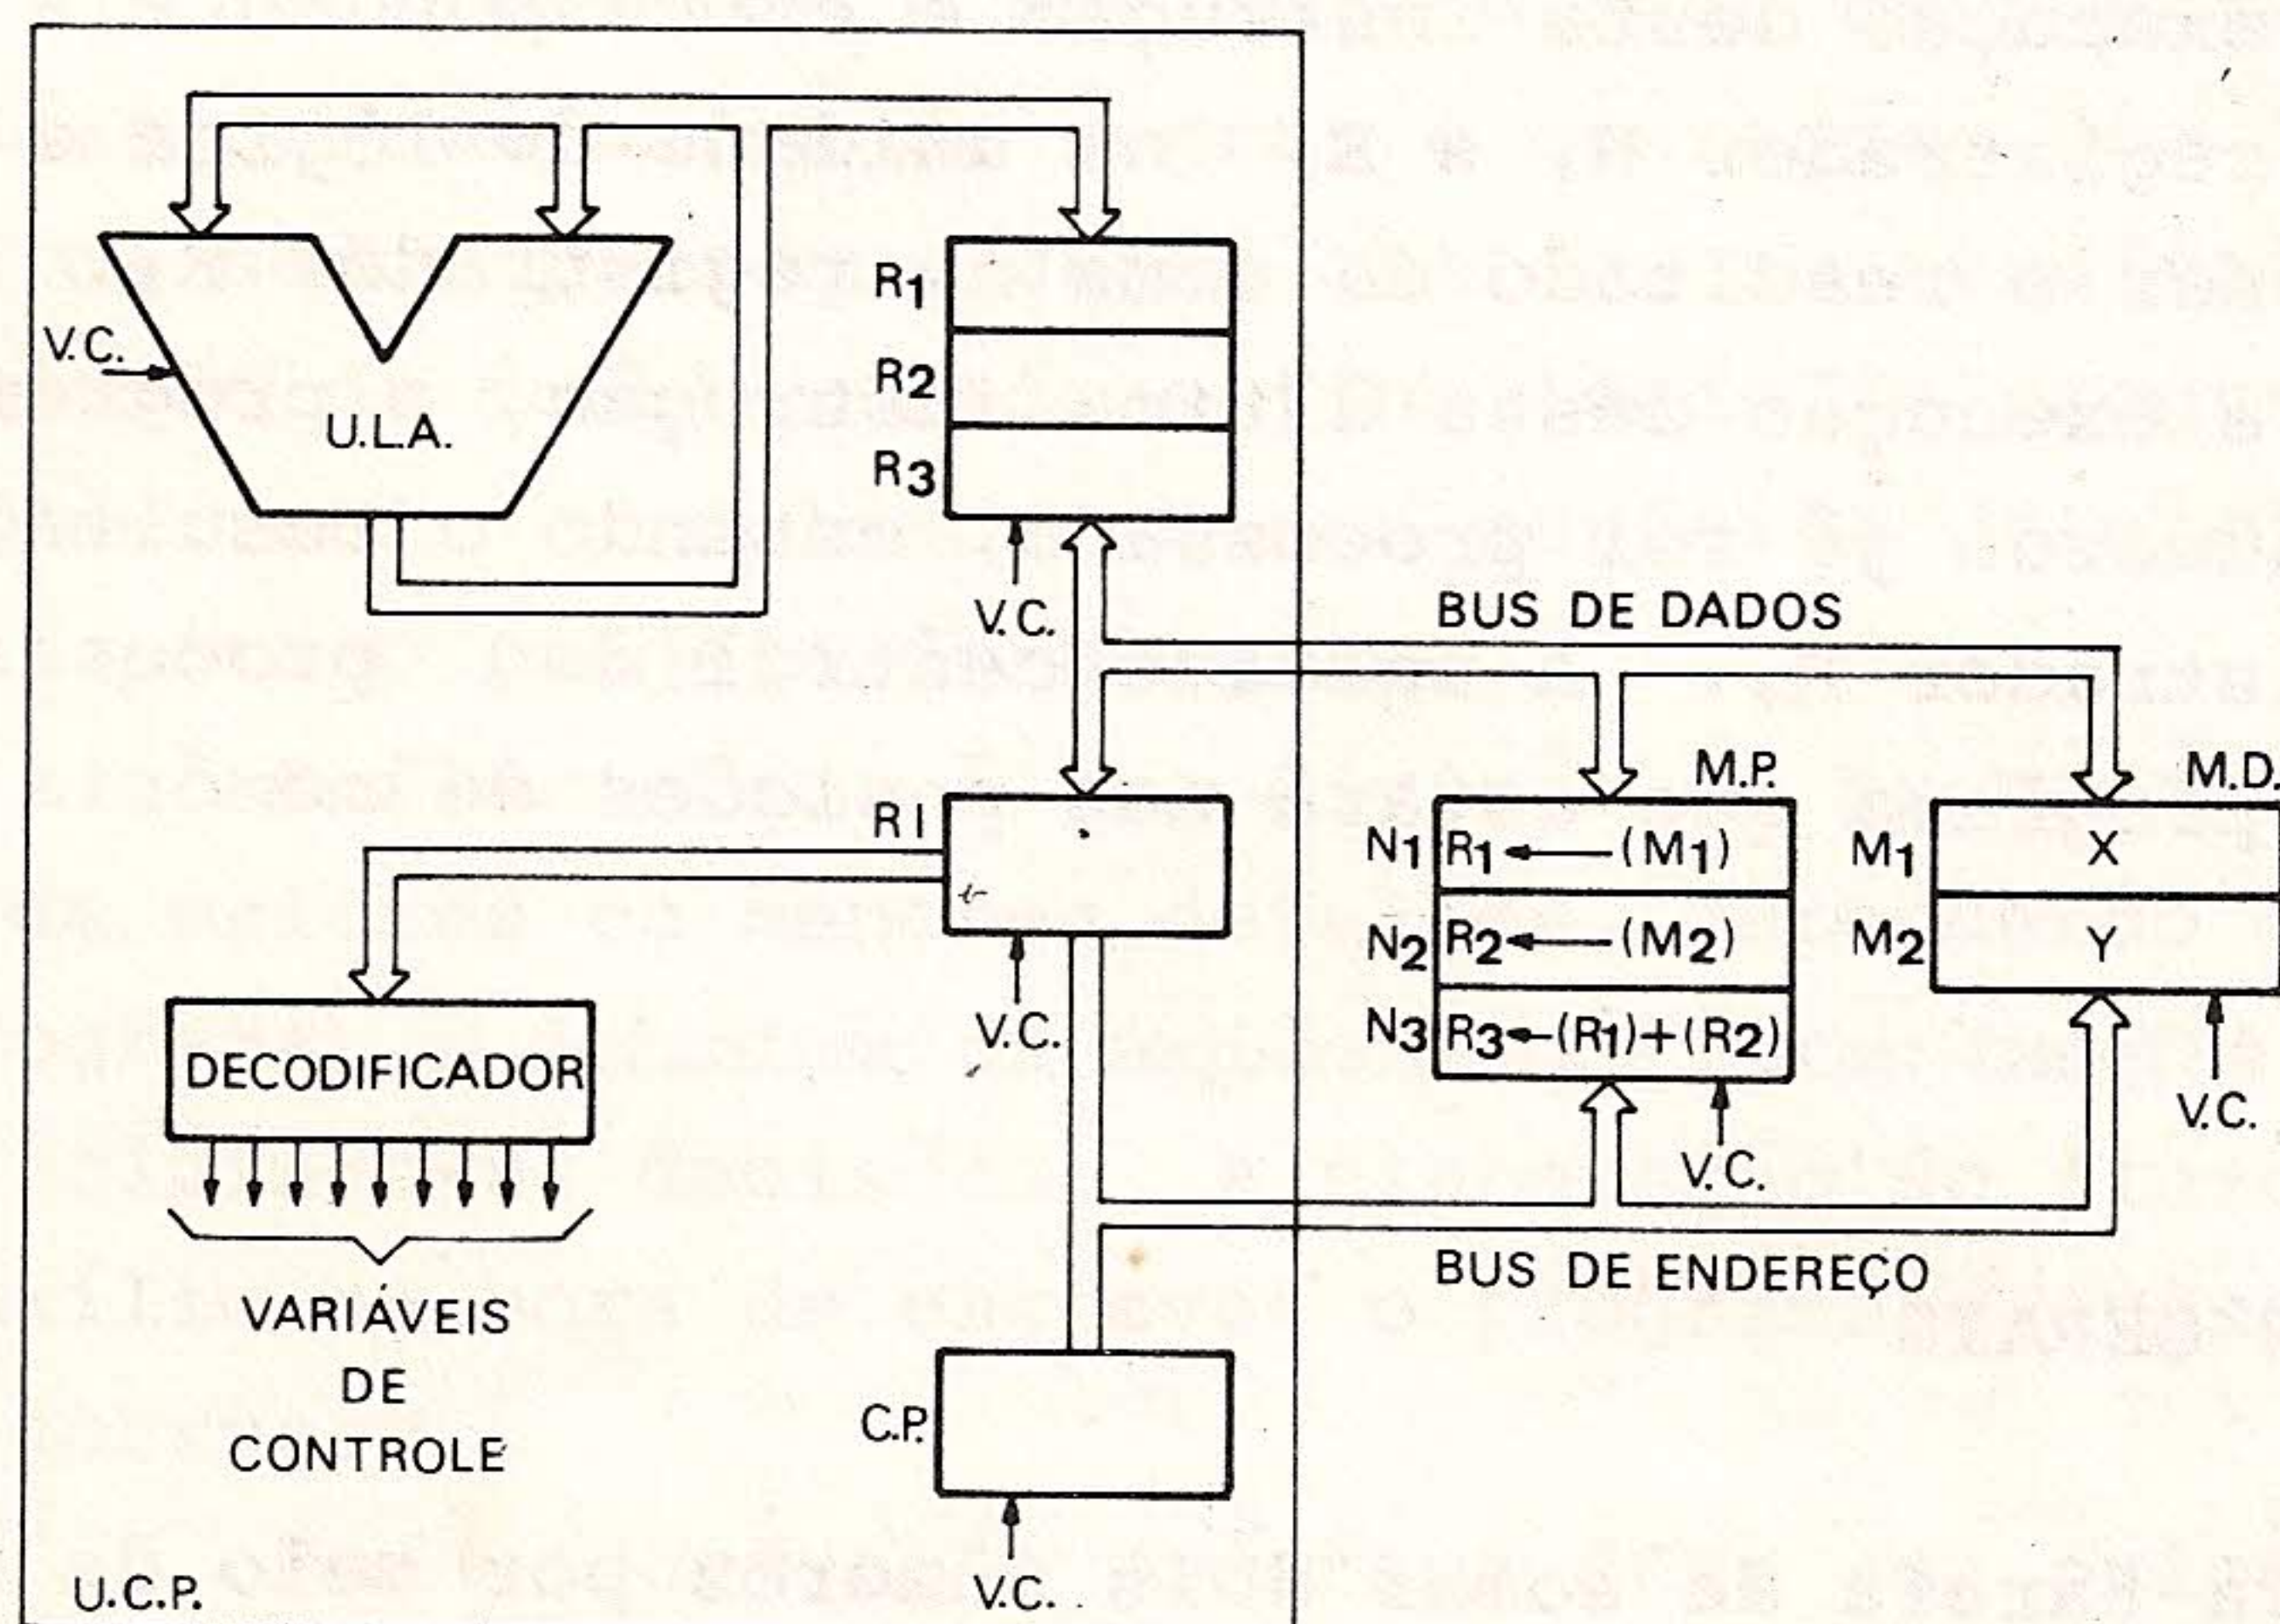 V.C.
U.L.A.
R1
R2
R3
V.C.
BUS DE DADOS
RI
V.C.
M.P.
N1 R1 ← (M1)
N2 R2 ← (M2)
N3 R3 ← (R1)+(R2)
V.C.
M.D.
M1 X
M2 Y
V.C.
DECODIFICADOR
VARIÁVEIS
DE
CONTROLE
BUS DE ENDEREÇO
C.P.
V.C.
U.C.P.